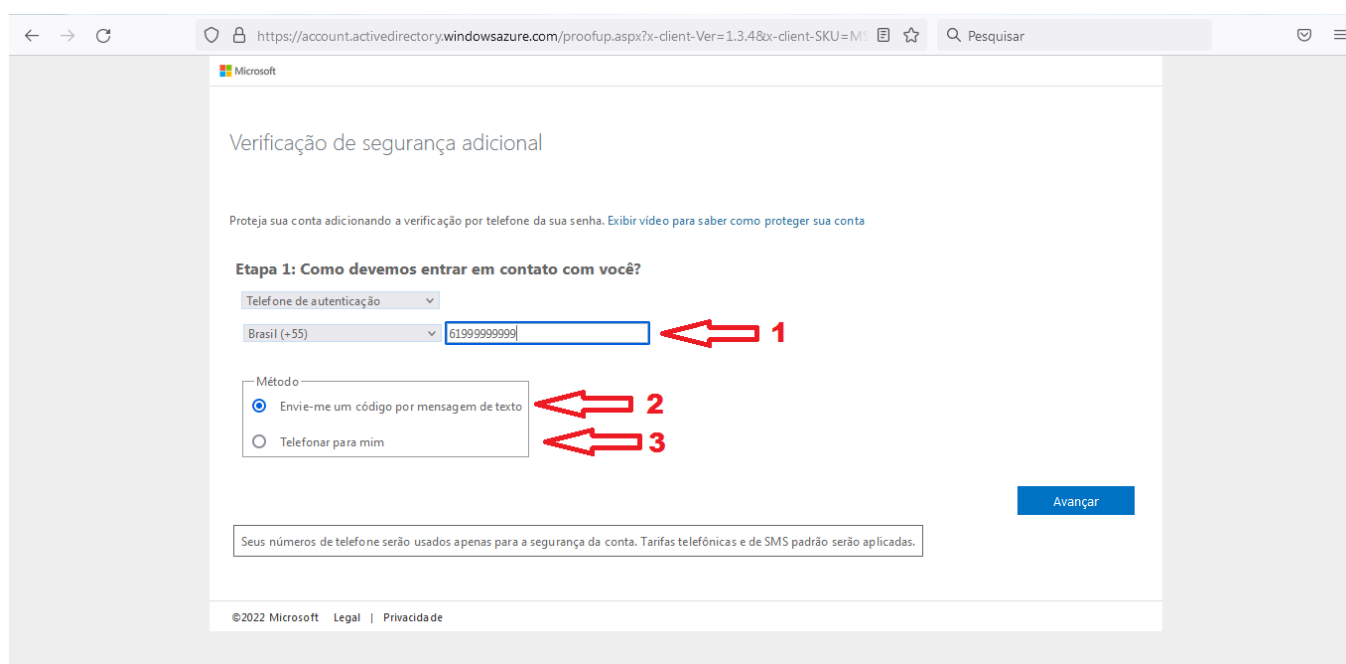 https://account.activedirectory.windowsazure.com/proofup.aspx?x-client-Ver=1.3.4&x-client-SKU=MS
Pesquisar
Microsoft
Verificação de segurança adicional
Proteja sua conta adicionando a verificação por telefone da sua senha. Exibir vídeo para saber como proteger sua conta
Etapa 1: Como devemos entrar em contato com você?
Telefone de autenticação
Brasil (+55) 61999999999 1
Método
Envie-me um código por mensagem de texto 2
Telefonar para mim 3
Avançar
Seus números de telefone serão usados apenas para a segurança da conta. Tarifas telefônicas e de SMS padrão serão aplicadas.
©2022 Microsoft Legal | Privacidade